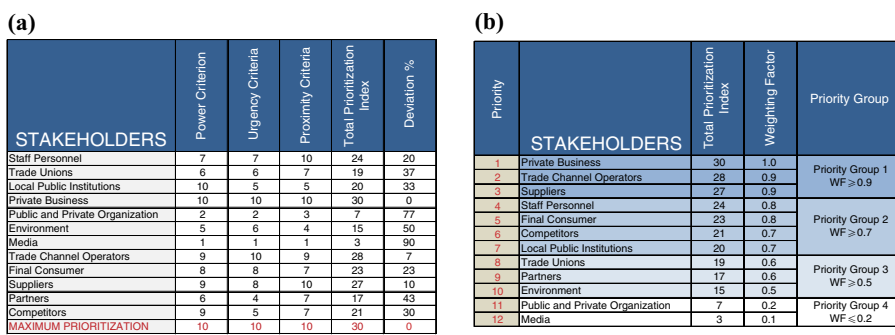 (a)
STAKEHOLDERS Power Criterion Urgency Criteria Proximity Criteria Total Prioritization Index Deviation %
Staff Personnel 7 7 10 24 20
Trade Unions 6 6 7 19 37
Local Public Institutions 10 5 5 20 33
Private Business 10 10 10 30 0
Public and Private Organization 2 2 3 7 77
Environment 5 6 4 15 50
Media 1 1 1 3 90
Trade Channel Operators 9 10 9 28 7
Final Consumer 8 8 7 23 23
Suppliers 9 8 10 27 10
Partners 6 4 7 17 43
Competitors 9 5 7 21 30
MAXIMUM PRIORITIZATION 10 10 10 30 0
(b)
Priority STAKEHOLDERS Total Prioritization Index Weighting Factor Priority Group
1 Private Business 30 1.0
2 Trade Channel Operators 28 0.9
3 Suppliers 27 0.9
Priority Group 1
WF⩾0.9
4 Staff Personnel 24 0.8
5 Final Consumer 23 0.8
6 Competitors 21 0.7
7 Local Public Institutions 20 0.7
Priority Group 2
WF⩾0.7
8 Trade Unions 19 0.6
9 Partners 17 0.6
10 Environment 15 0.5
Priority Group 3
WF⩾0.5
11 Public and Private Organization 7 0.2
12 Media 3 0.1
Priority Group 4
WF⩽0.2